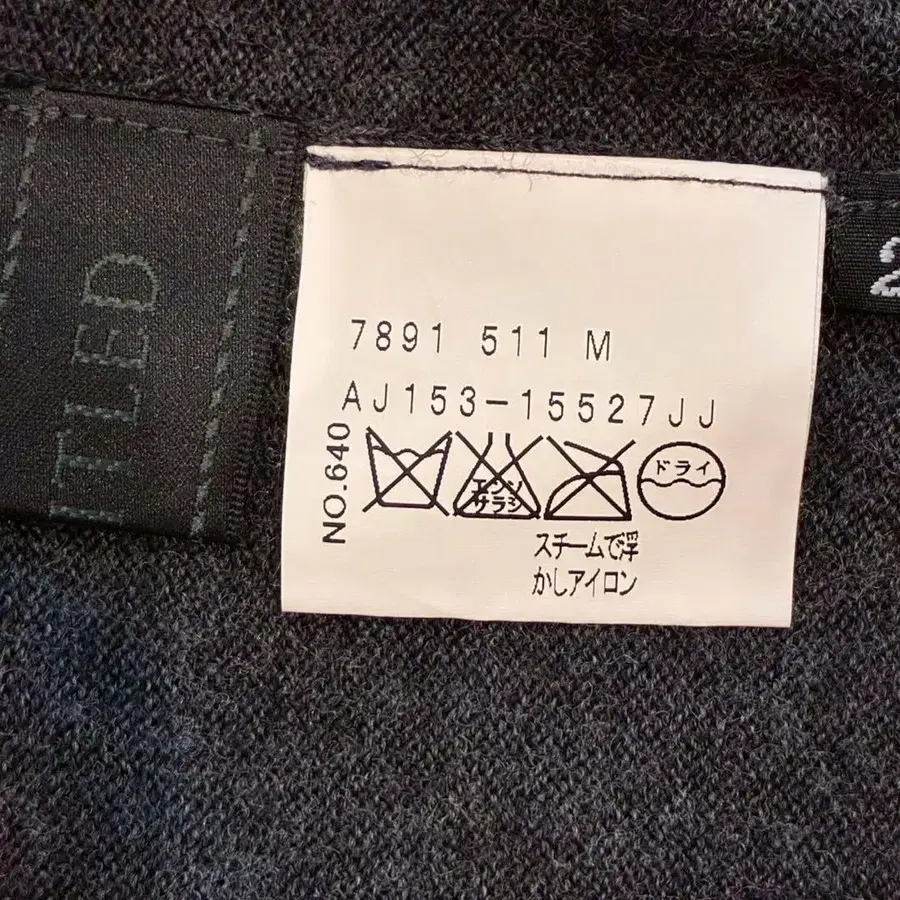 7891 511 M
AJ153-15527JJ
NO.640
エンソ
サラシ
ドライ
スチームで浮
かしアイロン
TLED
2